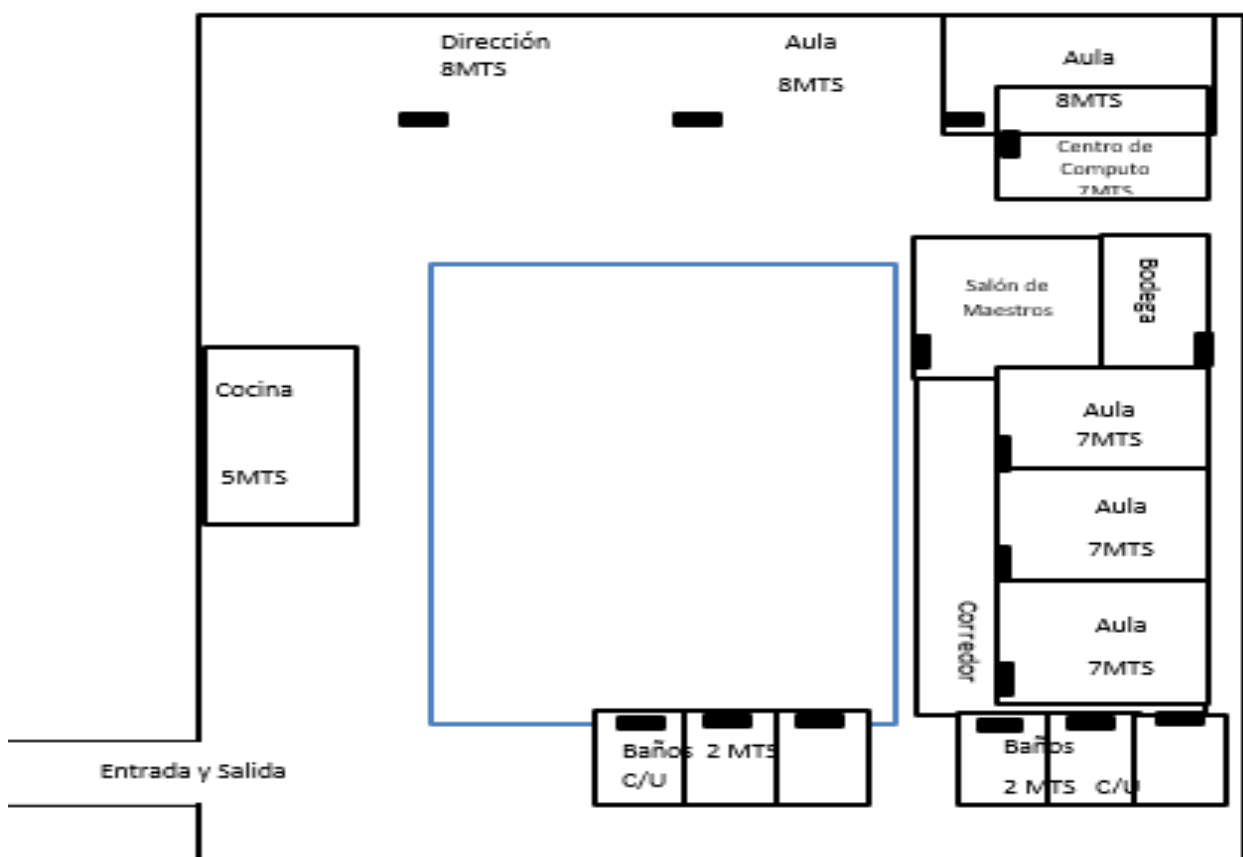 Dirección
8MTS
Aula
8MTS
Aula
8MTS
Centro de
Computo
7MTS
Salón de
Maestros
Bodega
Cocina
5MTS
Aula
7MTS
Aula
7MTS
Aula
7MTS
Corredor
Entrada y Salida
Baños 2 MTS
C/U
Baños
2 MTS C/U